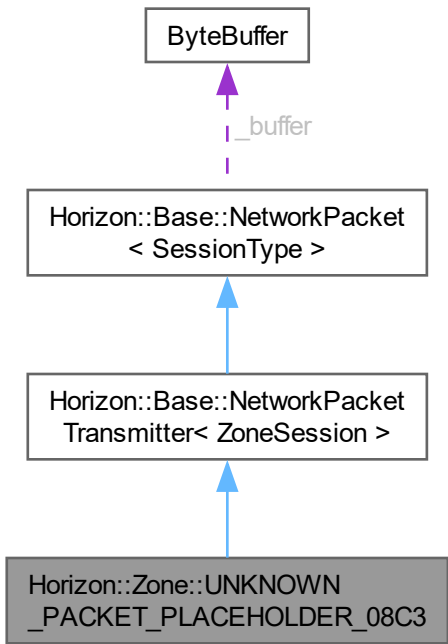 ByteBuffer
_buffer
Horizon::Base::NetworkPacket
< SessionType >
Horizon::Base::NetworkPacket
Transmitter< ZoneSession >
Horizon::Zone::UNKNOWN
_PACKET_PLACEHOLDER_08C3